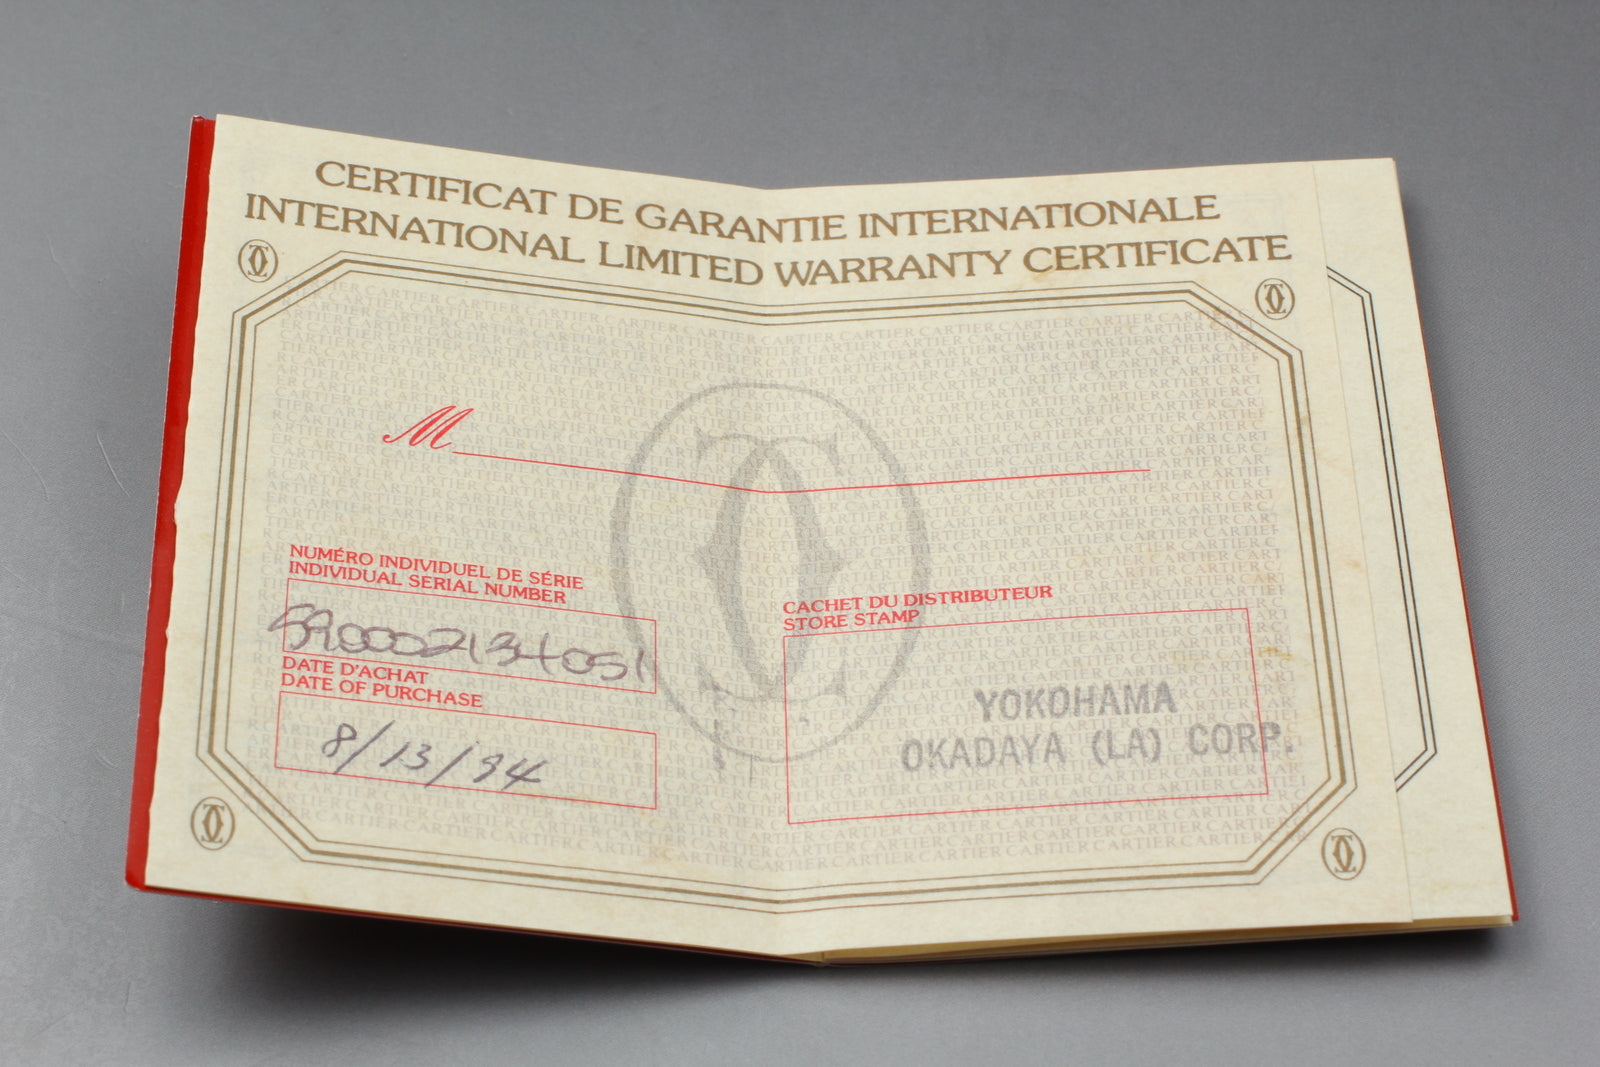 CERTIFICAT DE GARANTIE INTERNATIONALE
INTERNATIONAL LIMITED WARRANTY CERTIFICATE
M
NUMÉRO INDIVIDUEL DE SÉRIE
INDIVIDUAL SERIAL NUMBER
590002134051
DATE D'ACHAT
DATE OF PURCHASE
8/13/94
CACHET DU DISTRIBUTEUR
STORE STAMP
YOKOHAMA
OKADAYA (LA) CORP.